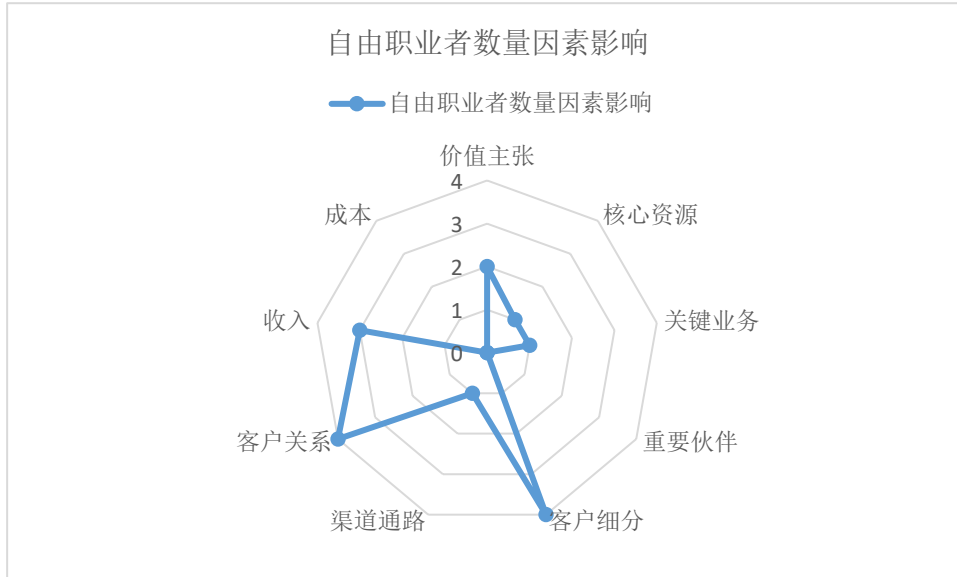 自由职业者数量因素影响
自由职业者数量因素影响
价值主张
4
成本
核心资源
3
2
收入
关键业务
1
0
客户关系
重要伙伴
渠道通路
客户细分